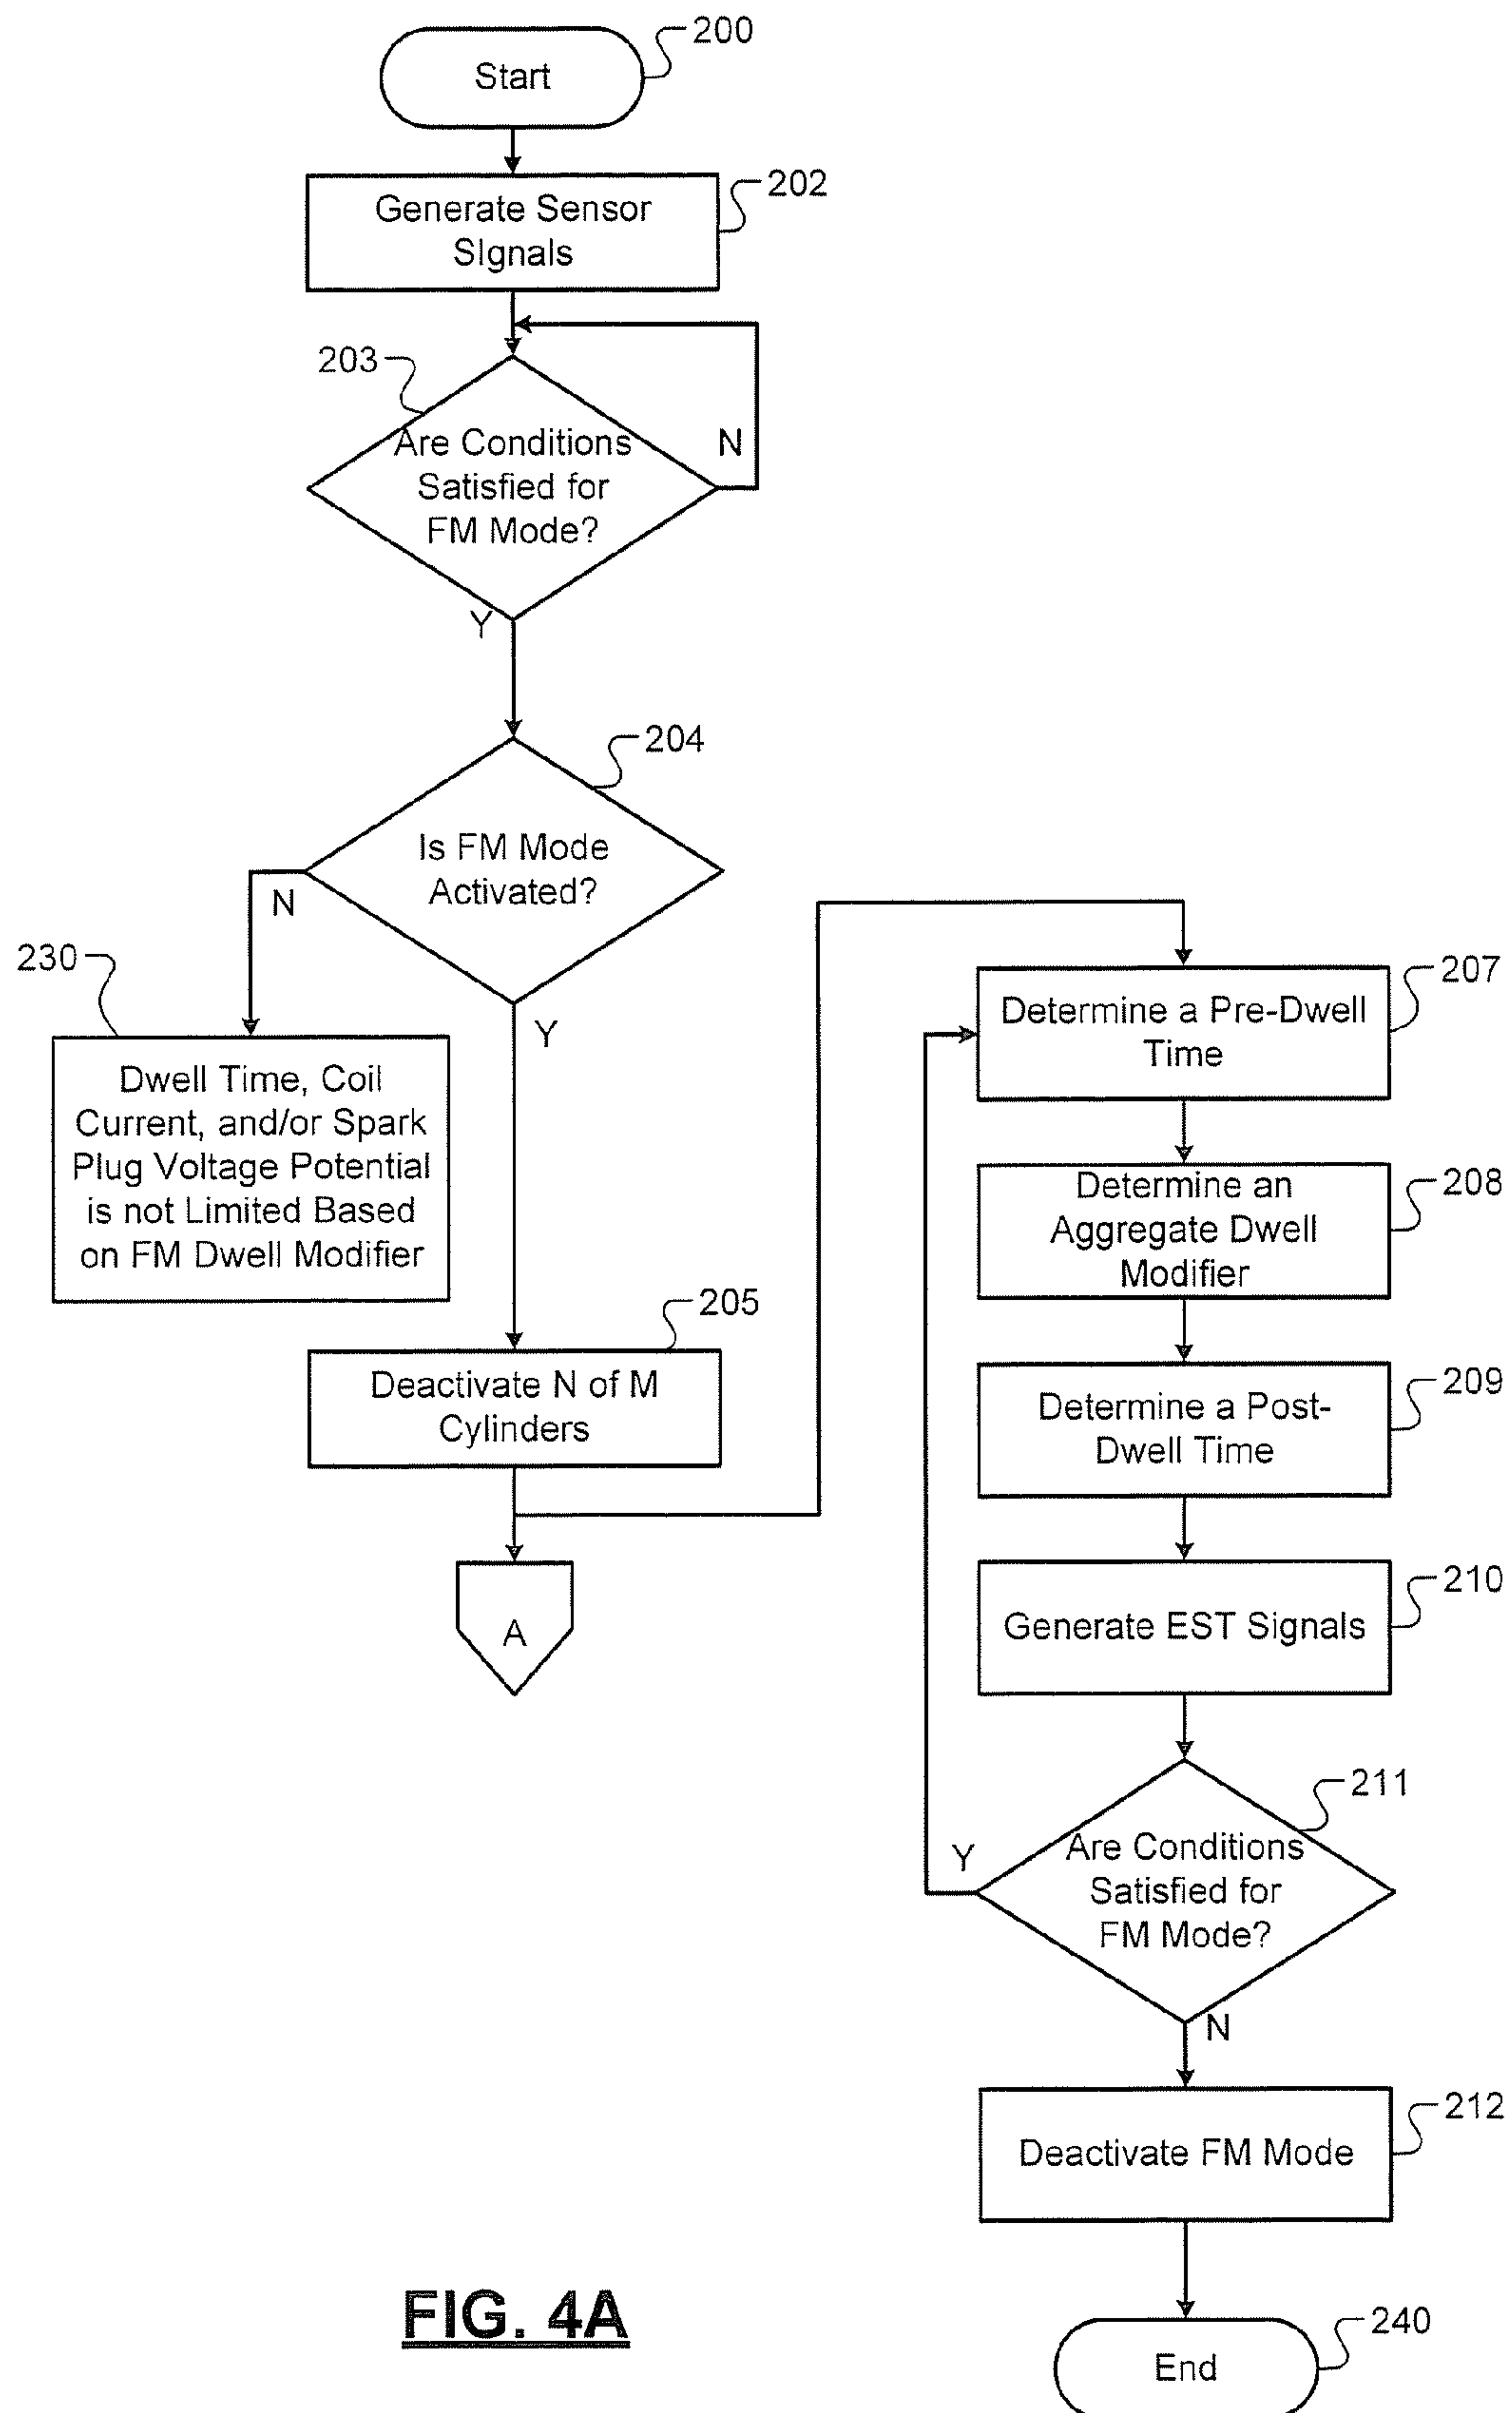 Start
200
Generate Sensor
SIgnals
202
203
Are Conditions
Satisfied for
FM Mode?
N
Y
204
Is FM Mode
Activated?
N
Y
230
Dwell Time, Coil
Current, and/or Spark
Plug Voltage Potential
is not Limited Based
on FM Dwell Modifier
205
Deactivate N of M
Cylinders
A
207
Determine a Pre-Dwell
Time
208
Determine an
Aggregate Dwell
Modifier
209
Determine a Post-
Dwell Time
210
Generate EST Signals
211
Are Conditions
Satisfied for
FM Mode?
Y
N
212
Deactivate FM Mode
240
End
FIG. 4A